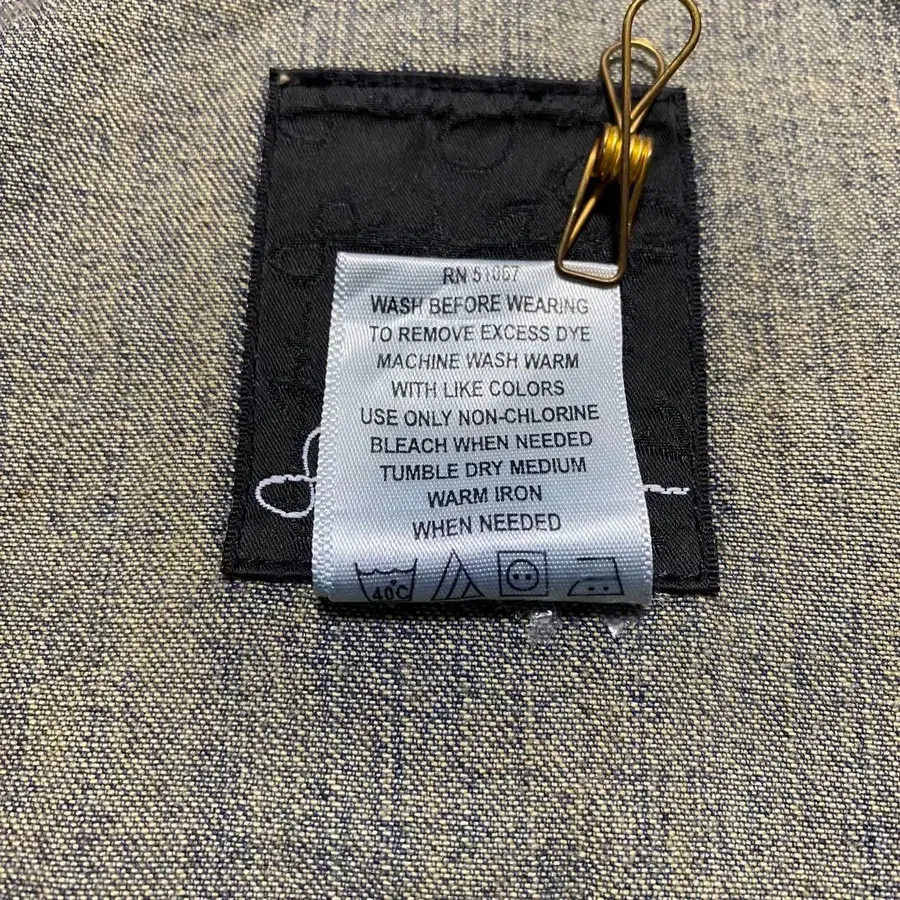 RN 51067
WASH BEFORE WEARING
TO REMOVE EXCESS DYE
MACHINE WASH WARM
WITH LIKE COLORS
USE ONLY NON-CHLORINE
BLEACH WHEN NEEDED
TUMBLE DRY MEDIUM
WARM IRON
WHEN NEEDED
40C